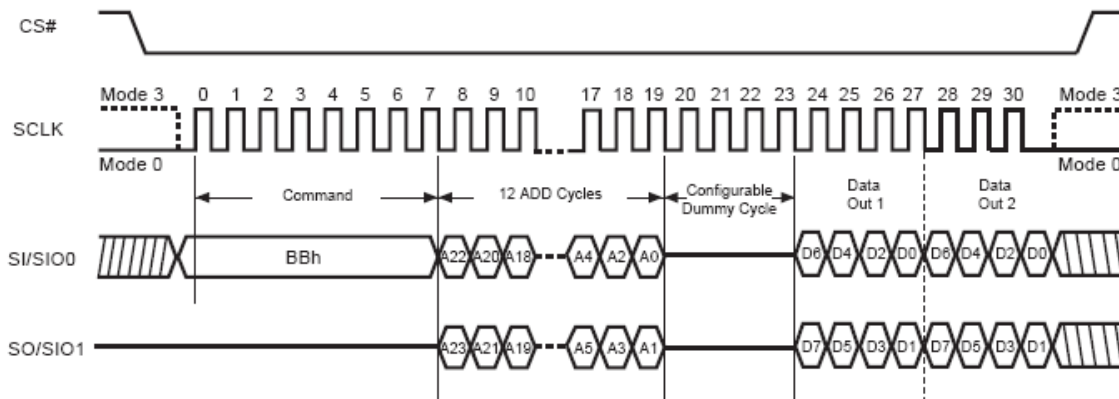 CS#
Mode 3 0 1 2 3 4 5 6 7 8 9 10 17 18 19 20 21 22 23 24 25 26 27 28 29 30 Mode 3
SCLK
Mode 0 Mode 0
Command 12 ADD Cycles Configurable Dummy Cycle Data Out 1 Data Out 2
SI/SIO0 BBh A22 A20 A18 A4 A2 A0 D6 D4 D2 D0 D6 D4 D2 D0
SO/SIO1 A23 A21 A19 A5 A3 A1 D7 D5 D3 D1 D7 D5 D3 D1